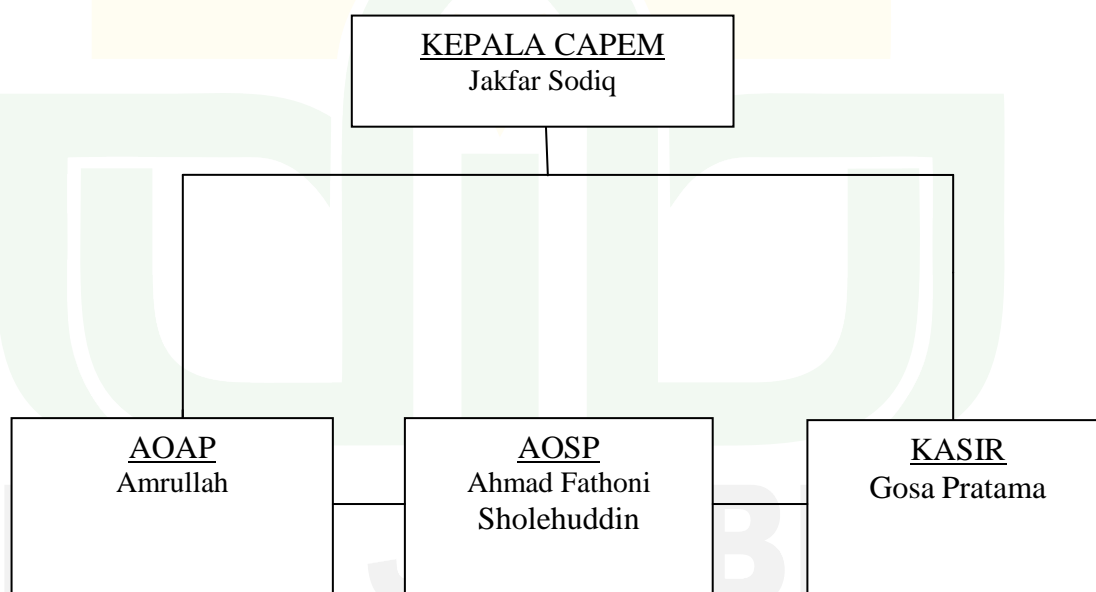 KEPALA CAPEM
Jakfar Sodiq
AOAP
Amrullah
AOSP
Ahmad Fathoni
Sholehuddin
KASIR
Gosa Pratama